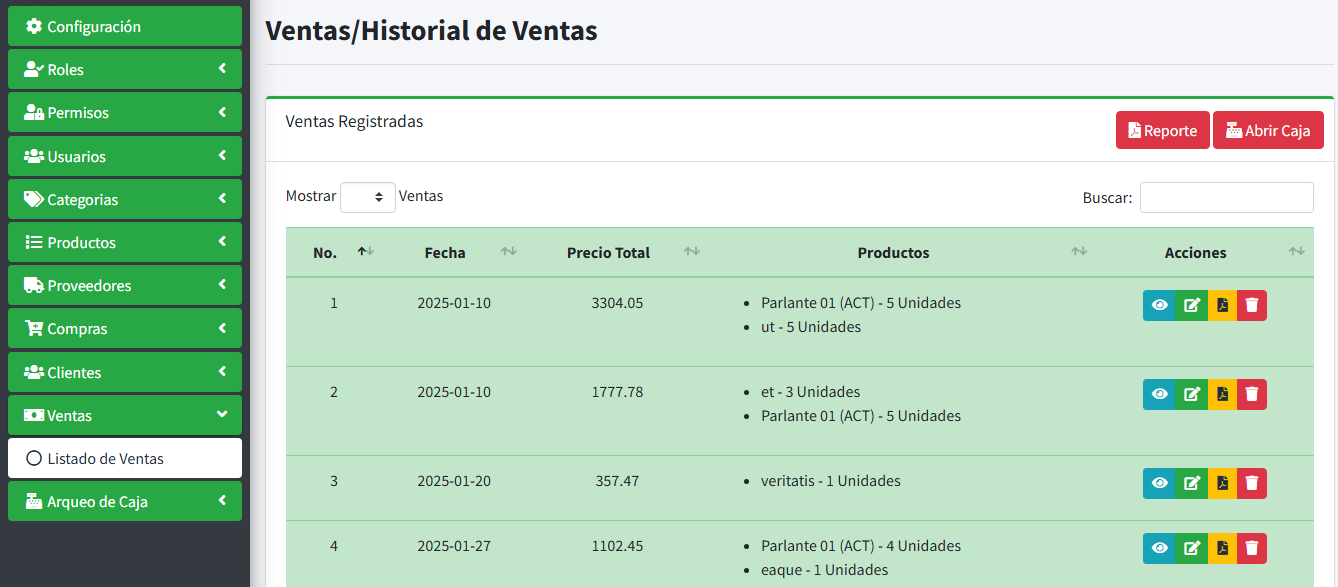 Configuración
Roles
Permisos
Usuarios
Categorias
Productos
Proveedores
Compras
Clientes
Ventas
Listado de Ventas
Arqueo de Caja
Ventas/Historial de Ventas
Ventas Registradas
Reporte Abrir Caja
Mostrar Ventas Buscar:
No. Fecha Precio Total Productos Acciones
1 2025-01-10 3304.05 Parlante 01 (ACT) - 5 Unidades
ut - 5 Unidades
2 2025-01-10 1777.78 et - 3 Unidades
Parlante 01 (ACT) - 5 Unidades
3 2025-01-20 357.47 veritatis - 1 Unidades
4 2025-01-27 1102.45 Parlante 01 (ACT) - 4 Unidades
eaque - 1 Unidades